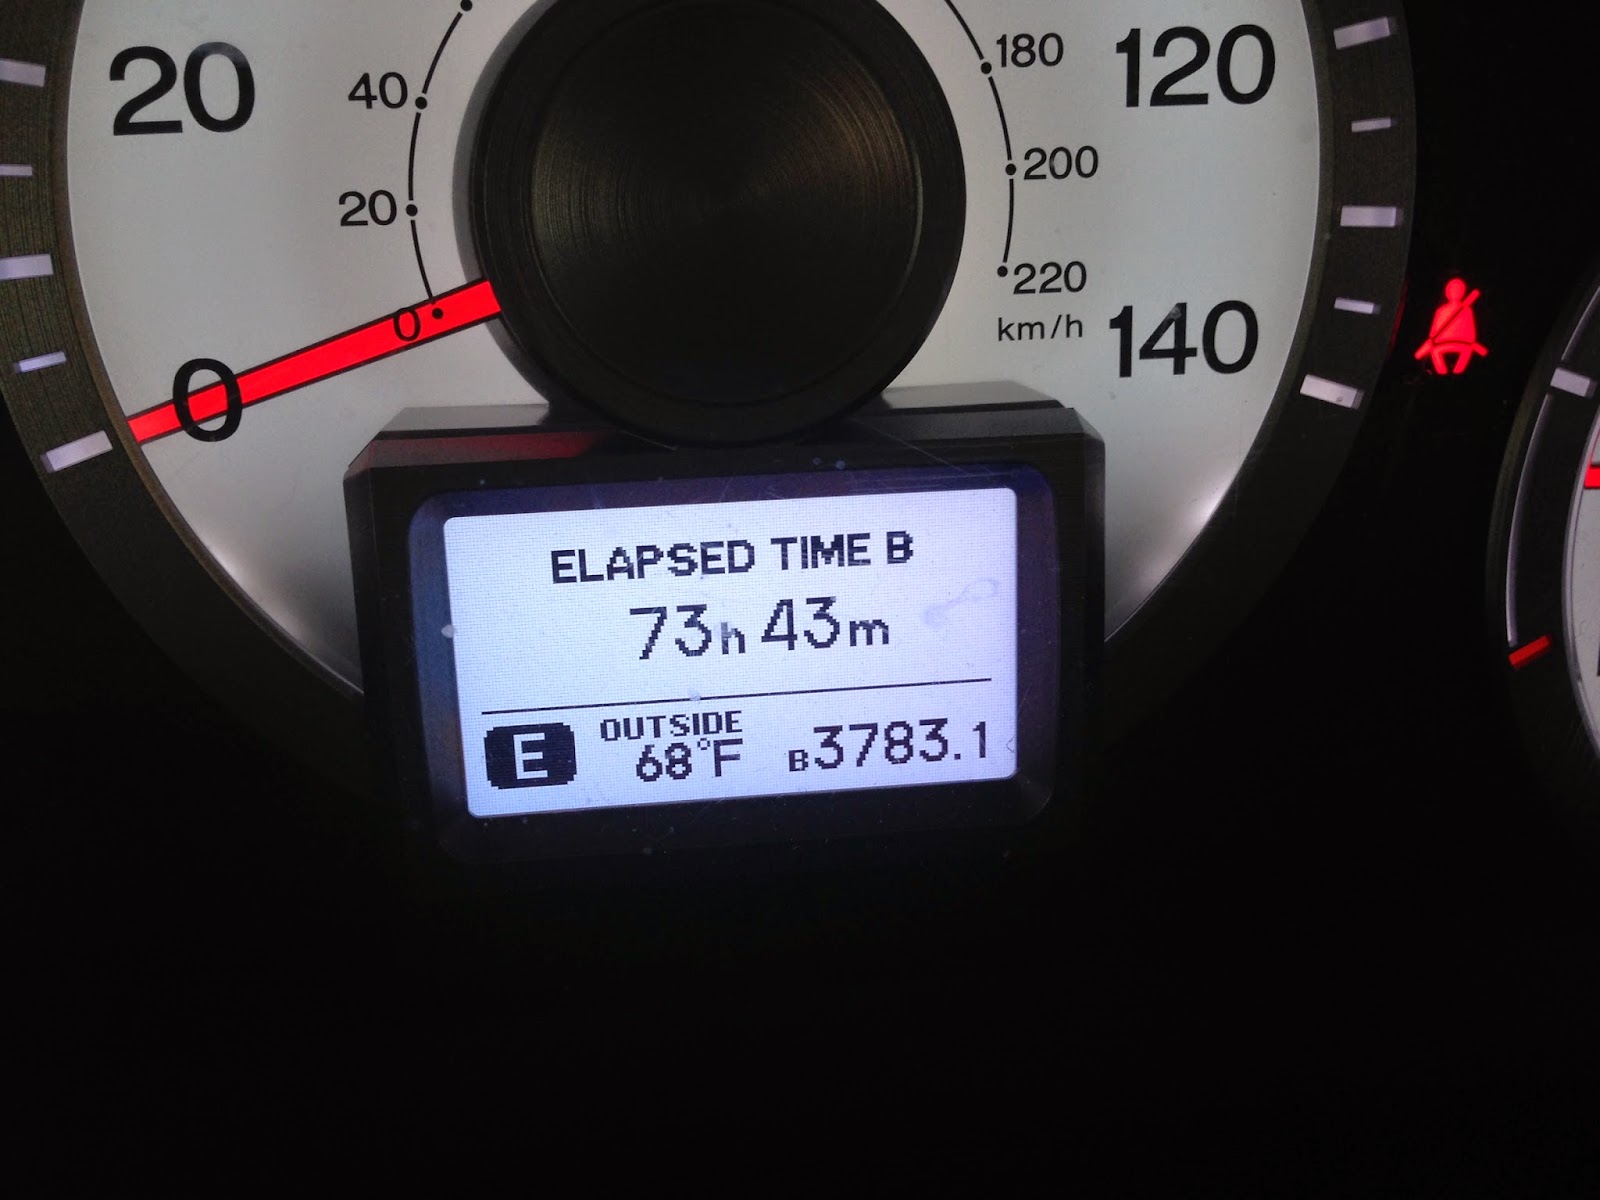 20
40
20
0
0
180
120
200
220
km/h
140
ELAPSED TIME B
73h 43m
E
OUTSIDE
68°F
B3783.1